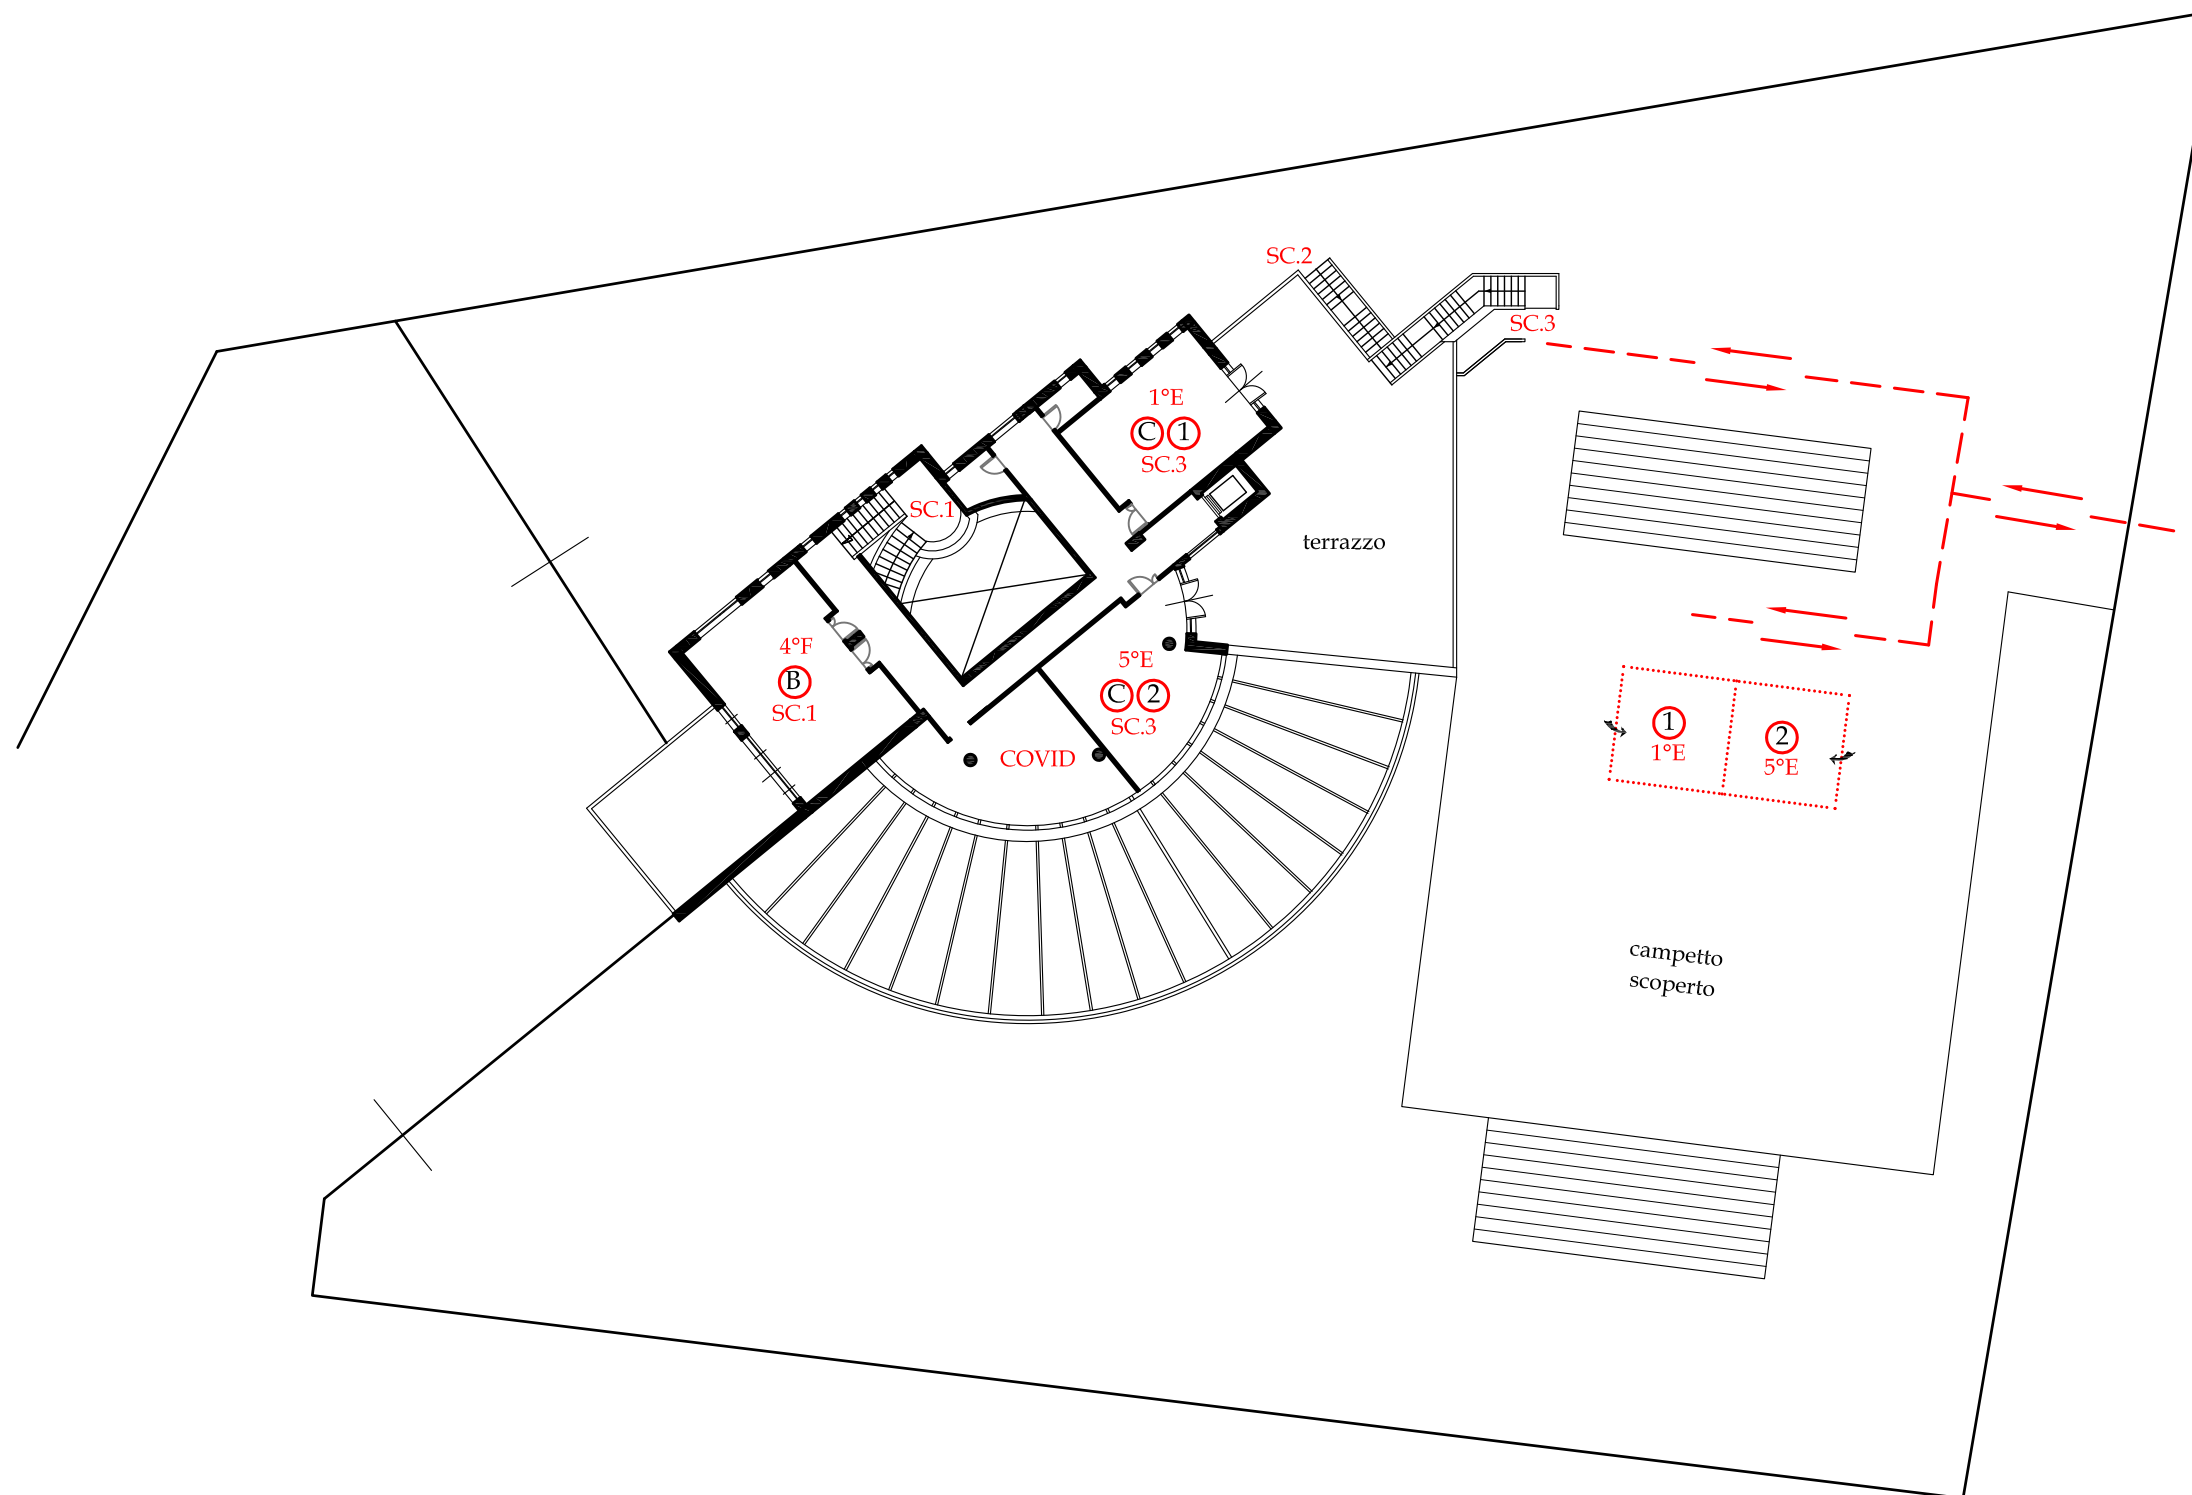 SC.2
SC.3
1°E
C 1
SC.3
SC.1
terrazzo
4°F
B
SC.1
5°E
C 2
SC.3
COVID
1
1°E
2
5°E
campetto
scoperto